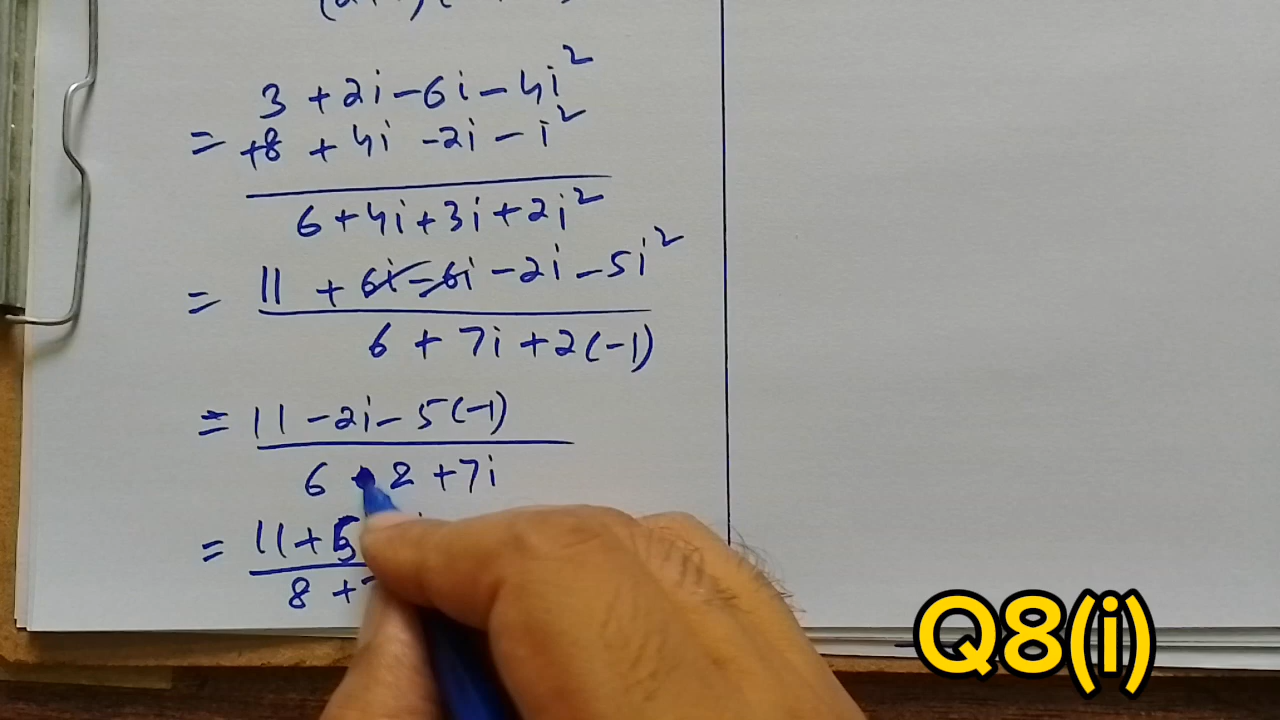 3 + 2i - 6i - 4i²
= +8 + 4i - 2i - i²
6 + 4i + 3i + 2i²
= 11 + 6i - 6i - 2i - 5i²
6 + 7i + 2(-1)
= 11 - 2i - 5(-1)
6 2 + 7i
= 11 + 5
8 +
Q8(i)